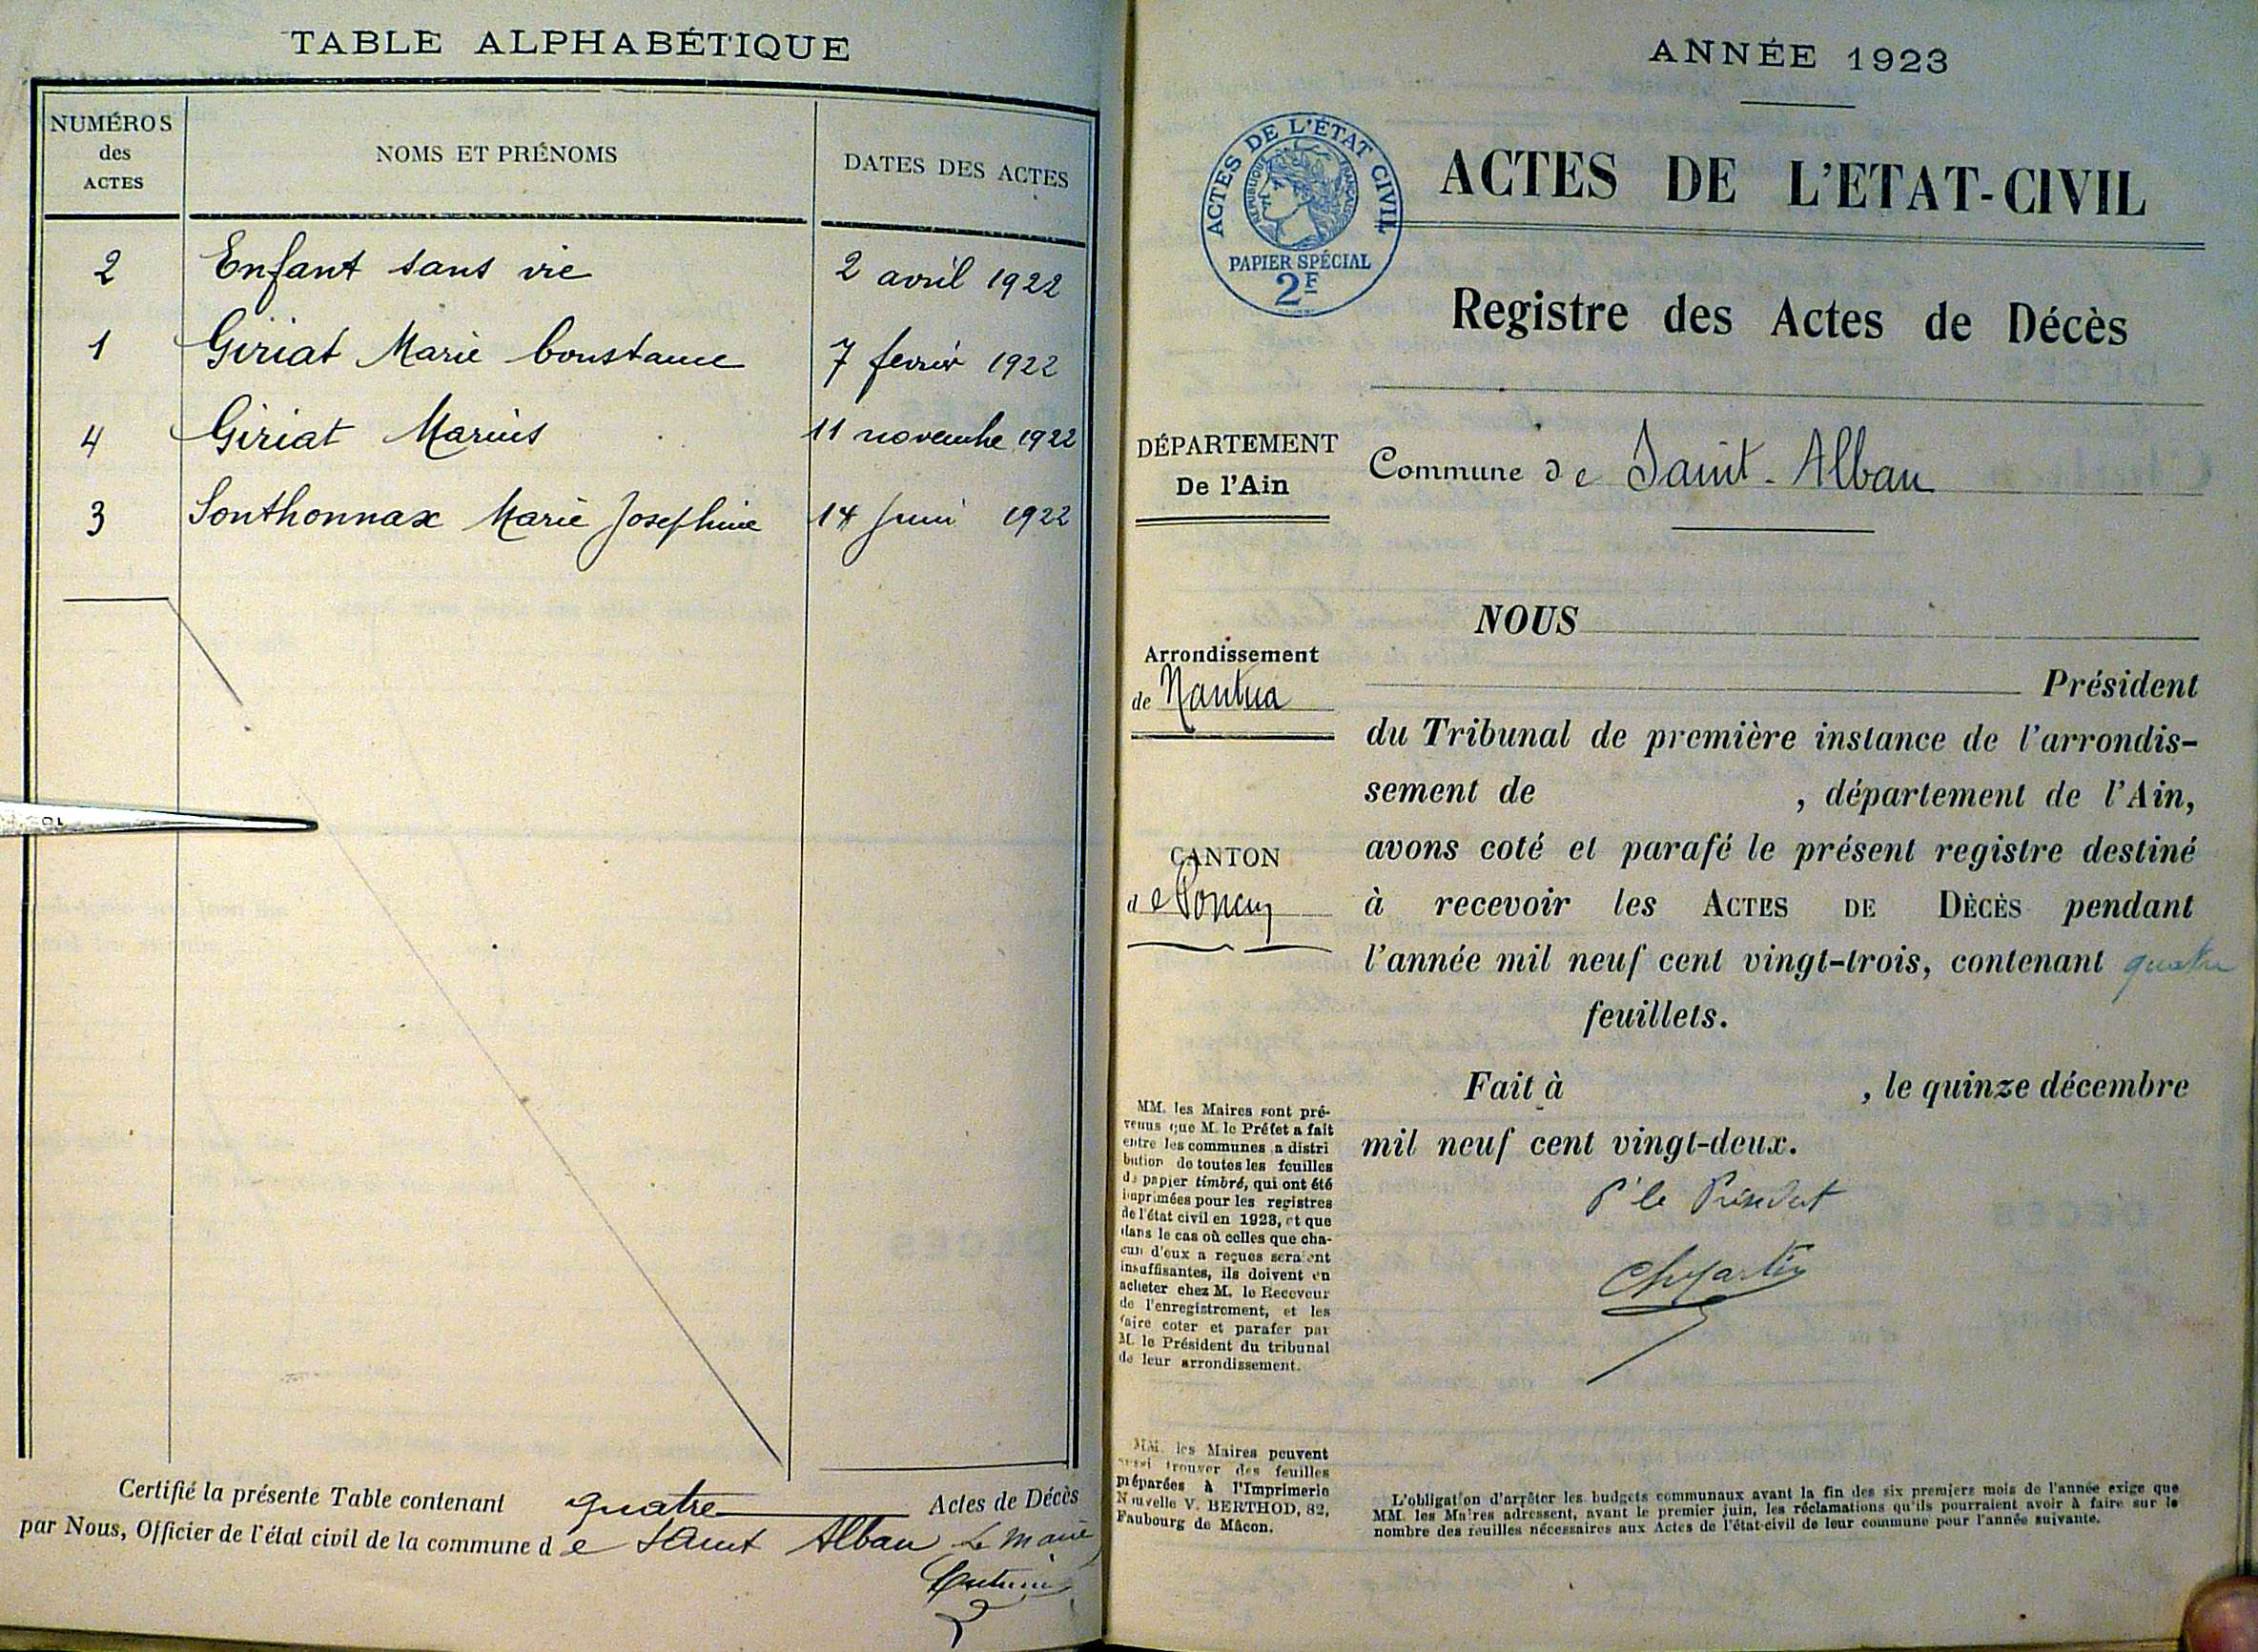 TABLE ALPHABÉTIQUE
NUMÉROS
des
ACTES
NOMS ET PRÉNOMS
DATES DES ACTES
2 Enfant sans vie 2 avril 1922
1 Giriat Marie Constance 7 fevrier 1922
4 Giriat Marius 11 novembre 1922
3 Sonthonnax Marie Josephine 14 Juin 1922
Certifié la présente Table contenant quatre Actes de Décès
par Nous, Officier de l'état civil de la commune de Saint Alban Le Maire
ANNÉE 1923
ACTES DE L'ÉTAT CIVIL
RÉPUBLIQUE FRANÇAISE
PAPIER SPÉCIAL
2F
ACTES DE L'ETAT-CIVIL
Registre des Actes de Décès
DÉPARTEMENT
De l'Ain
Commune de Saint-Alban
Arrondissement
de Nantua
CANTON
de Poncin
NOUS
Président
du Tribunal de première instance de l'arrondis-
sement de , département de l'Ain,
avons coté et parafé le présent registre destiné
à recevoir les ACTES DE DÉCÈS pendant
l'année mil neuf cent vingt-trois, contenant quatre
feuillets.
Fait à , le quinze décembre
mil neuf cent vingt-deux.
P' le Président
MM. les Maires sont pré-
venus que M. le Préfet a fait
entre les communes a distri
bution de toutes les feuilles
de papier timbré, qui ont été
imprimées pour les registres
de l'état civil en 1923, et que
dans le cas où celles que cha-
cun d'eux a reçues seraient
insuffisantes, ils doivent en
acheter chez M. le Receveur
de l'enregistrement, et les
faire coter et parafer par
M. le Président du tribunal
de leur arrondissement.
MM. les Maires peuvent
aussi trouver des feuilles
préparées à l'Imprimerie
Nouvelle V. BERTHOD, 82,
Faubourg de Mâcon.
L'obligation d'arrêter les budgets communaux avant la fin des six premiers mois de l'année exige que
MM. les Maires adressent, avant le premier juin, les réclamations qu'ils pourraient avoir à faire sur le
nombre des feuilles nécessaires aux Actes de l'état-civil de leur commune pour l'année suivante.